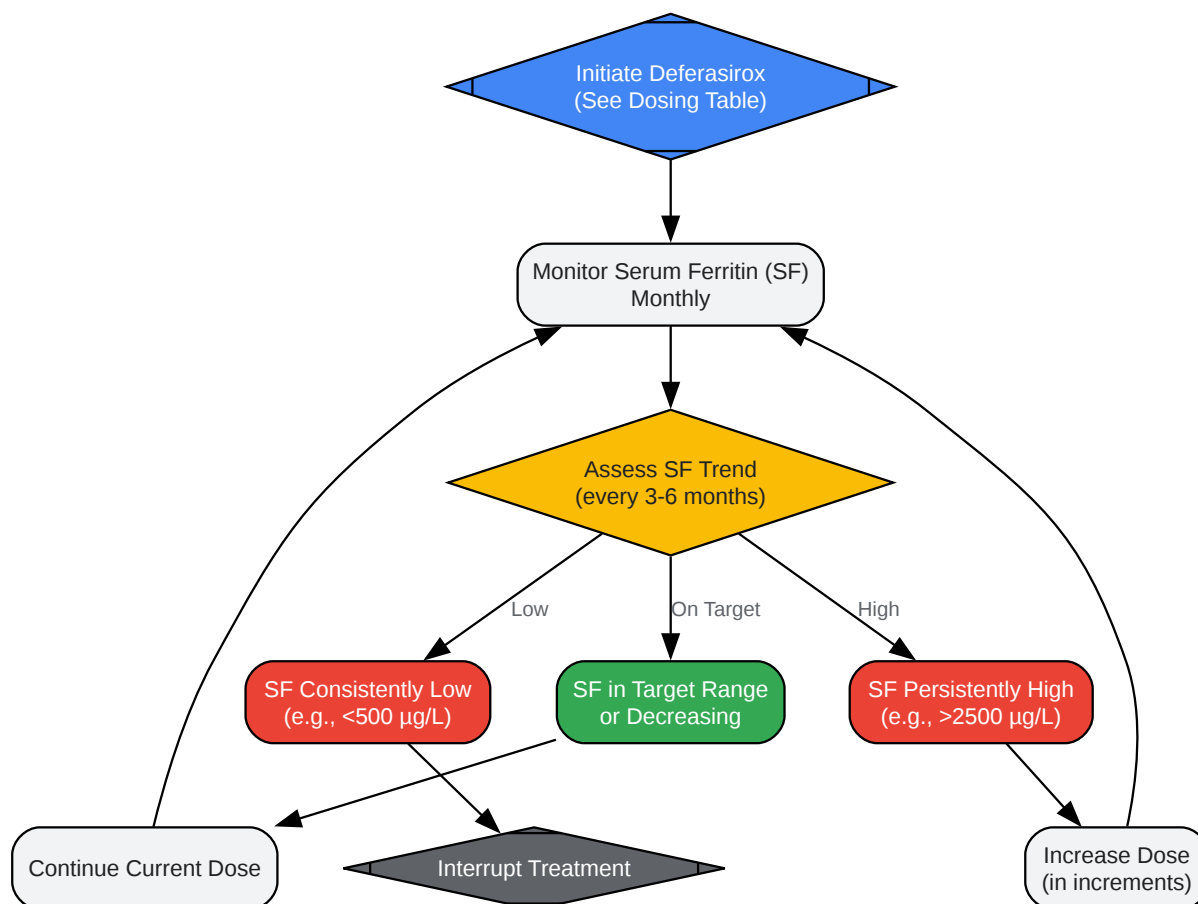 Initiate Deferasirox
(See Dosing Table)
Monitor Serum Ferritin (SF)
Monthly
Assess SF Trend
(every 3-6 months)
Low
On Target
High
SF Consistently Low
(e.g., <500 µg/L)
SF in Target Range
or Decreasing
SF Persistently High
(e.g., >2500 µg/L)
Continue Current Dose
Interrupt Treatment
Increase Dose
(in increments)